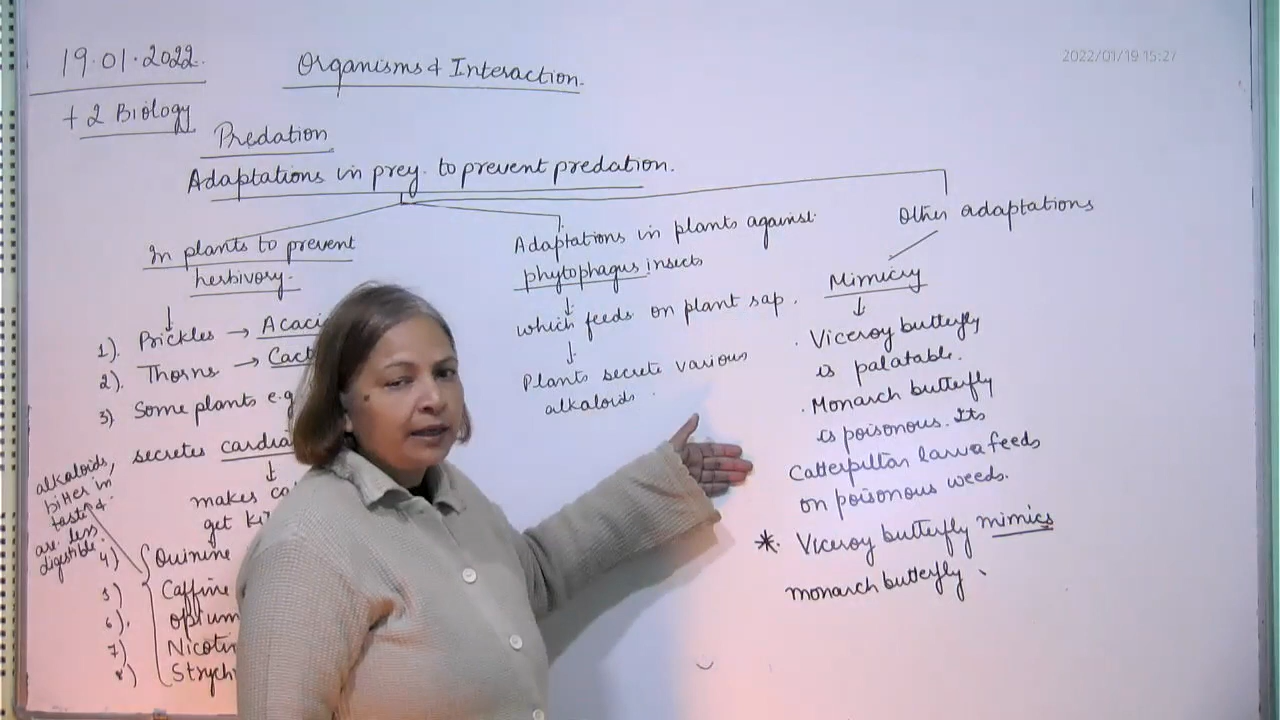 19.01.2022.
Organisms & Interaction.
2022/01/19 15:27
+2 Biology
Predation
Adaptations in prey. to prevent predation.
In plants to prevent
herbivory.
1). Prickles → Acaci
2). Thorns → Cact
3) Some plants e.g
secretes cardia
↓
makes ca
get ki
alkaloids,
bitter in
taste &
are less
digestible.
4) Quinine
5) Caffine
6). opium
7) Nicotin
8) Strych
Adaptations in plants against
phytophagus insects
↓
which feeds on plant sap.
↓
Plants secrete various
alkaloids.
Other adaptations
Mimicry
↓
. Viceroy butterfly
is palatable.
. Monarch butterfly
is poisonous. Its
Catterpillar larva feeds
on poisonous weeds.
*. Viceroy butterfly mimics
monarch butterfly.